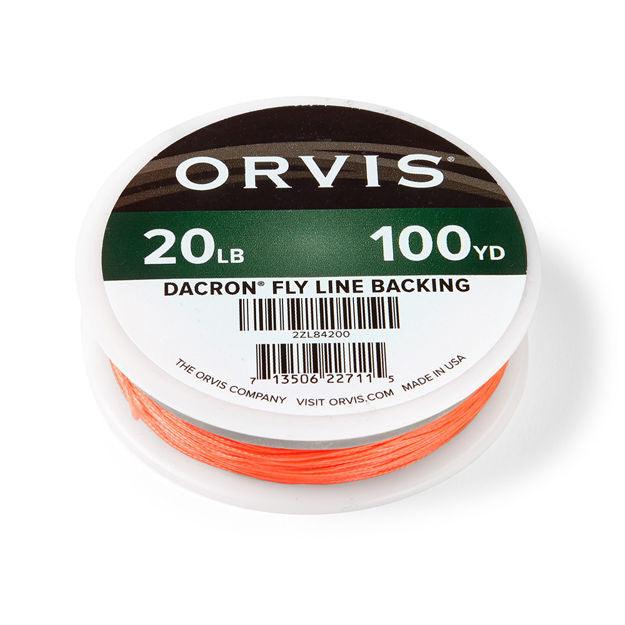 ORVIS®
20LB 100YD
DACRON® FLY LINE BACKING
2ZL84200
7 13506 22711 5
THE ORVIS COMPANY VISIT ORVIS.COM MADE IN USA